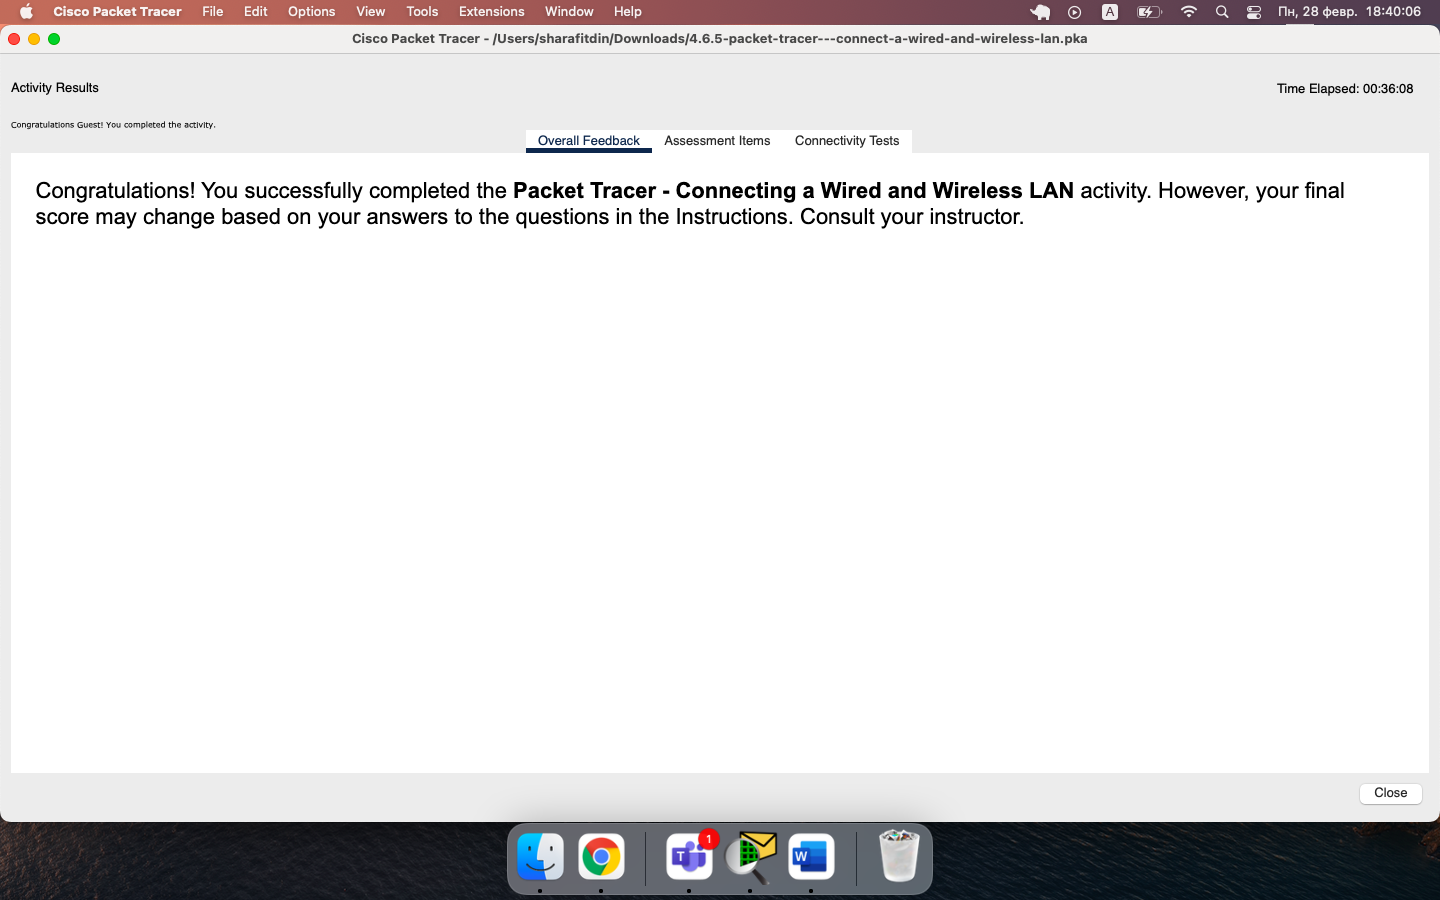 Cisco Packet Tracer File Edit Options View Tools Extensions Window Help A Пн, 28 февр. 18:40:06
Cisco Packet Tracer - /Users/sharafitdin/Downloads/4.6.5-packet-tracer---connect-a-wired-and-wireless-lan.pka
Activity Results
Time Elapsed: 00:36:08
Congratulations Guest! You completed the activity.
Overall Feedback Assessment Items Connectivity Tests
Congratulations! You successfully completed the Packet Tracer - Connecting a Wired and Wireless LAN activity. However, your final
score may change based on your answers to the questions in the Instructions. Consult your instructor.
Close
1
T
W